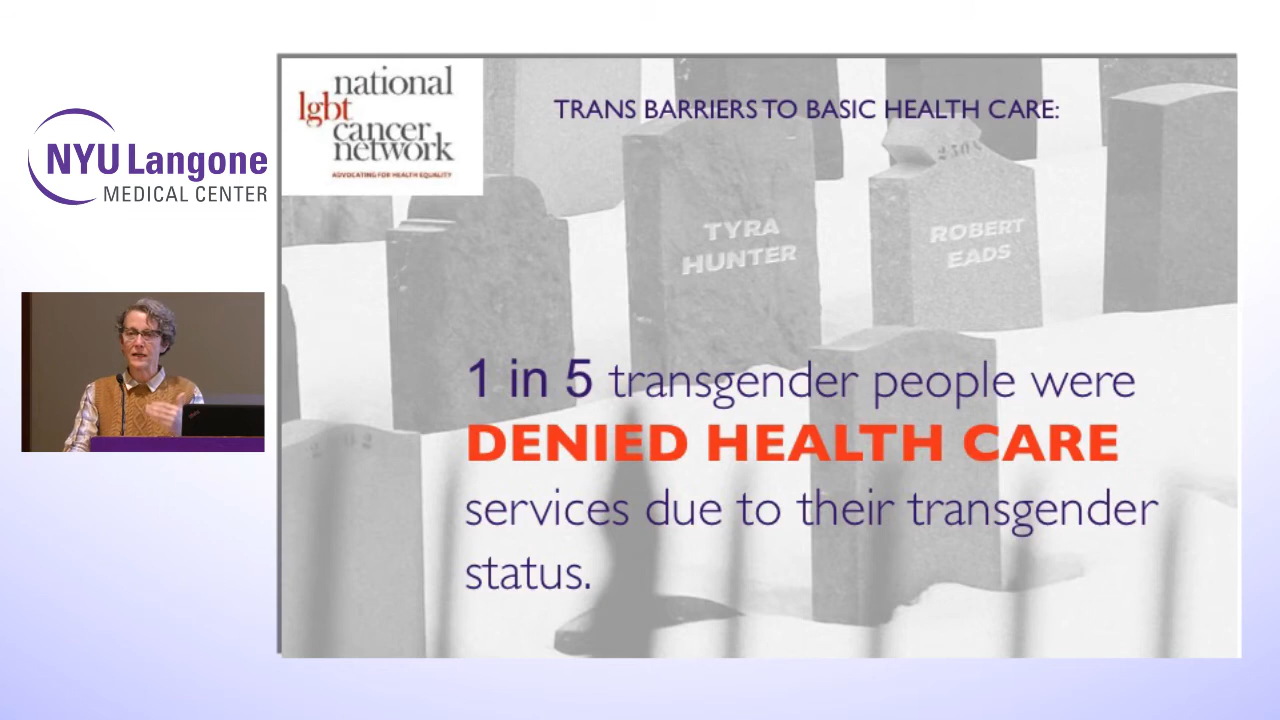 NYU Langone
MEDICAL CENTER
national
lgbt
cancer
network
ADVOCATING FOR HEALTH EQUALITY
TRANS BARRIERS TO BASIC HEALTH CARE:
TYRA
HUNTER
ROBERT
EADS
1 in 5 transgender people were
DENIED HEALTH CARE
services due to their transgender
status.